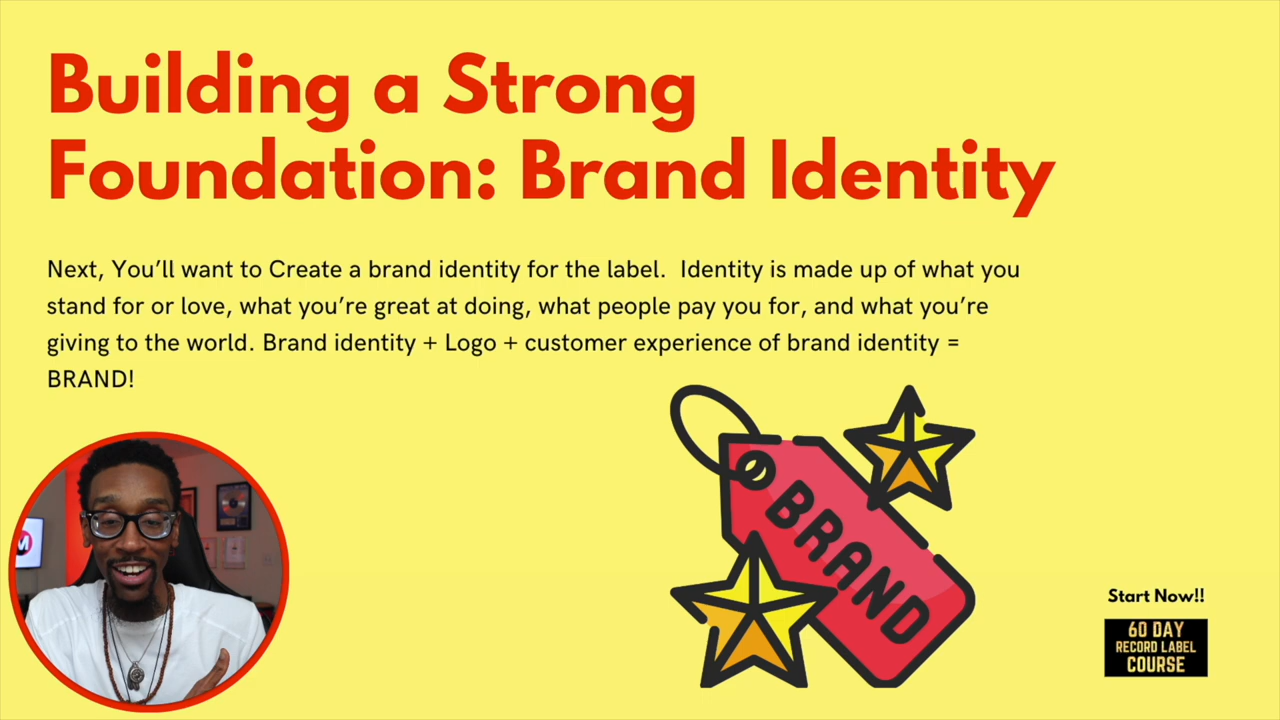 Building a Strong
Foundation: Brand Identity
Next, You’ll want to Create a brand identity for the label.  Identity is made up of what you
stand for or love, what you’re great at doing, what people pay you for, and what you’re
giving to the world. Brand identity + Logo + customer experience of brand identity =
BRAND!
BRAND
M
Start Now!!
60 DAY
RECORD LABEL
COURSE